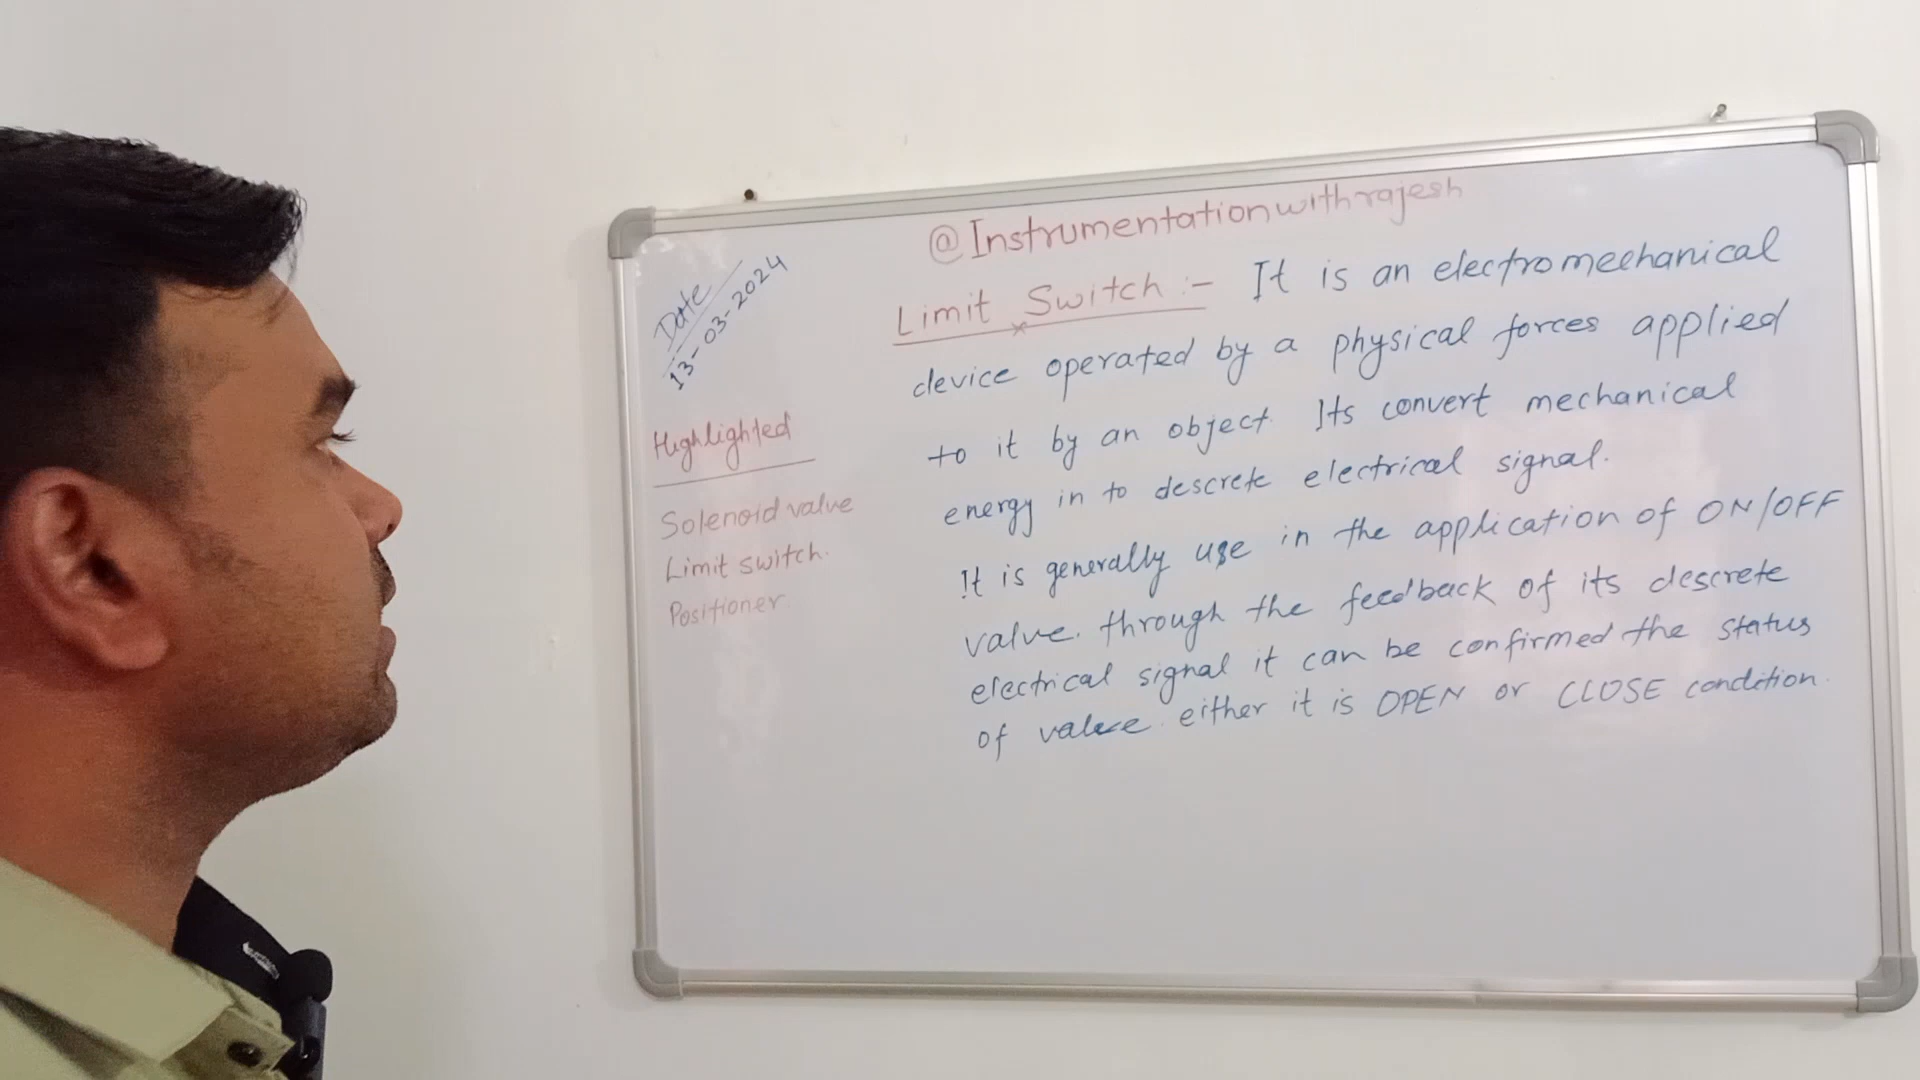 @Instrumentationwithrajesh
Date
13-03-2024
Highlighted
Solenoid valve
Limit switch.
Positioner
Limit Switch :- It is an electromechanical
device operated by a physical forces applied
to it by an object. Its convert mechanical
energy in to descrete electrical signal.
It is generally use in the application of ON/OFF
valve. through the feedback of its descrete
electrical signal it can be confirmed the status
of valve. either it is OPEN or CLOSE condition.